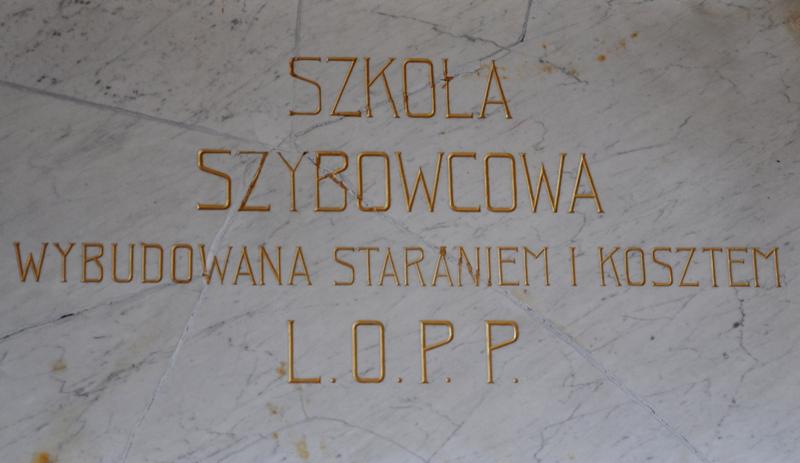 SZKOŁA
SZYBOWCOWA
WYBUDOWANA STARANIEM I KOSZTEM
L.O.P.P.